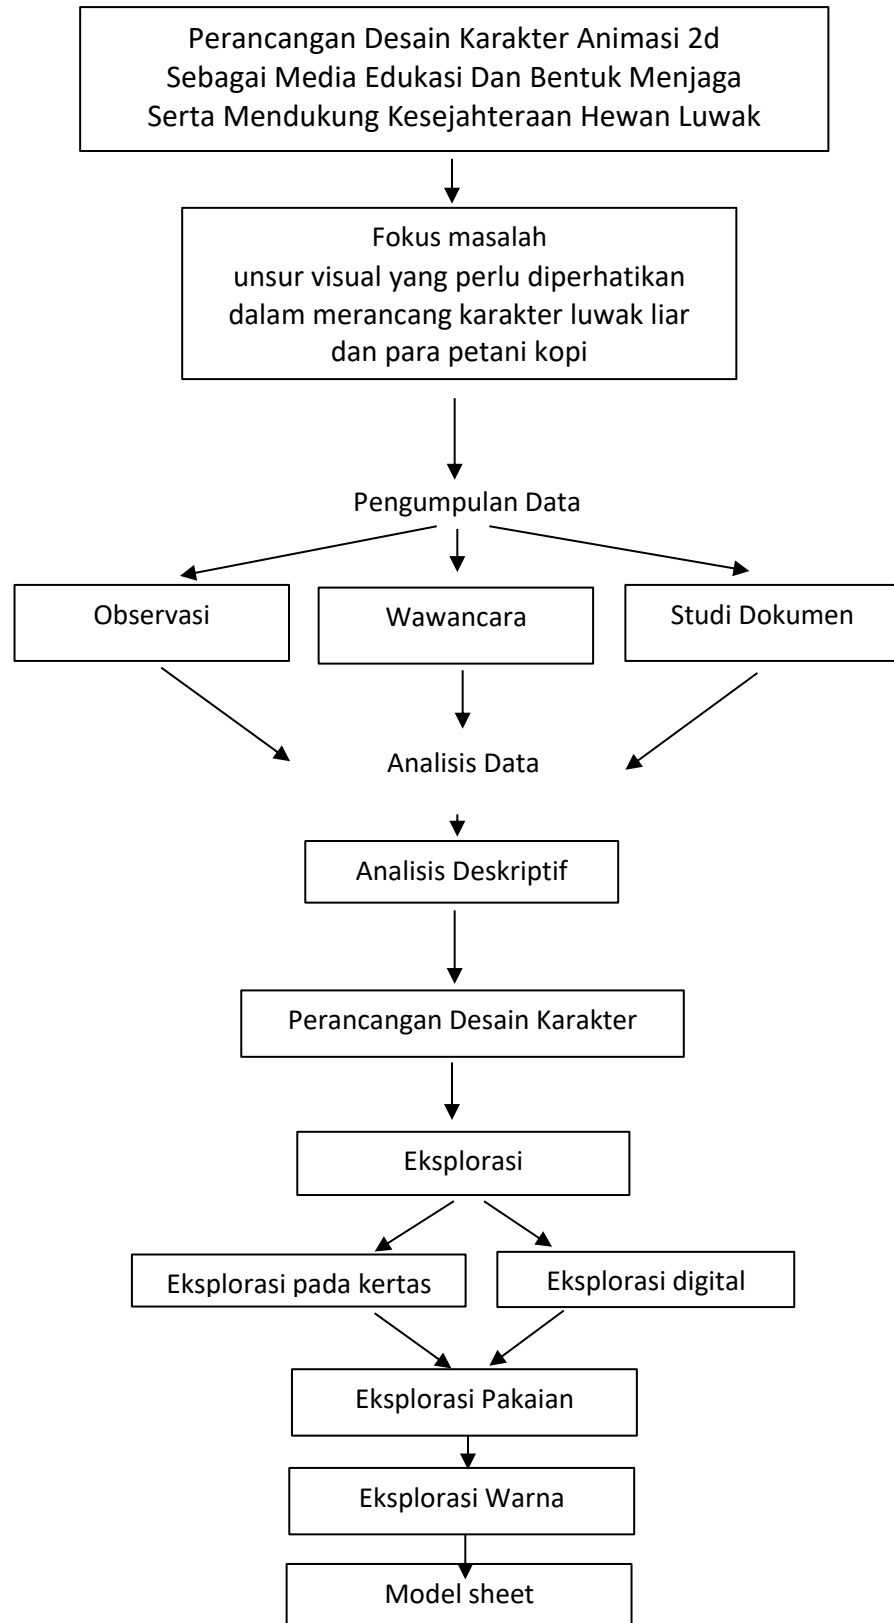 Perancangan Desain Karakter Animasi 2d
Sebagai Media Edukasi Dan Bentuk Menjaga
Serta Mendukung Kesejahteraan Hewan Luwak
Fokus masalah
unsur visual yang perlu diperhatikan
dalam merancang karakter luwak liar
dan para petani kopi
Pengumpulan Data
Observasi
Wawancara
Studi Dokumen
Analisis Data
Analisis Deskriptif
Perancangan Desain Karakter
Eksplorasi
Eksplorasi pada kertas
Eksplorasi digital
Eksplorasi Pakaian
Eksplorasi Warna
Model sheet